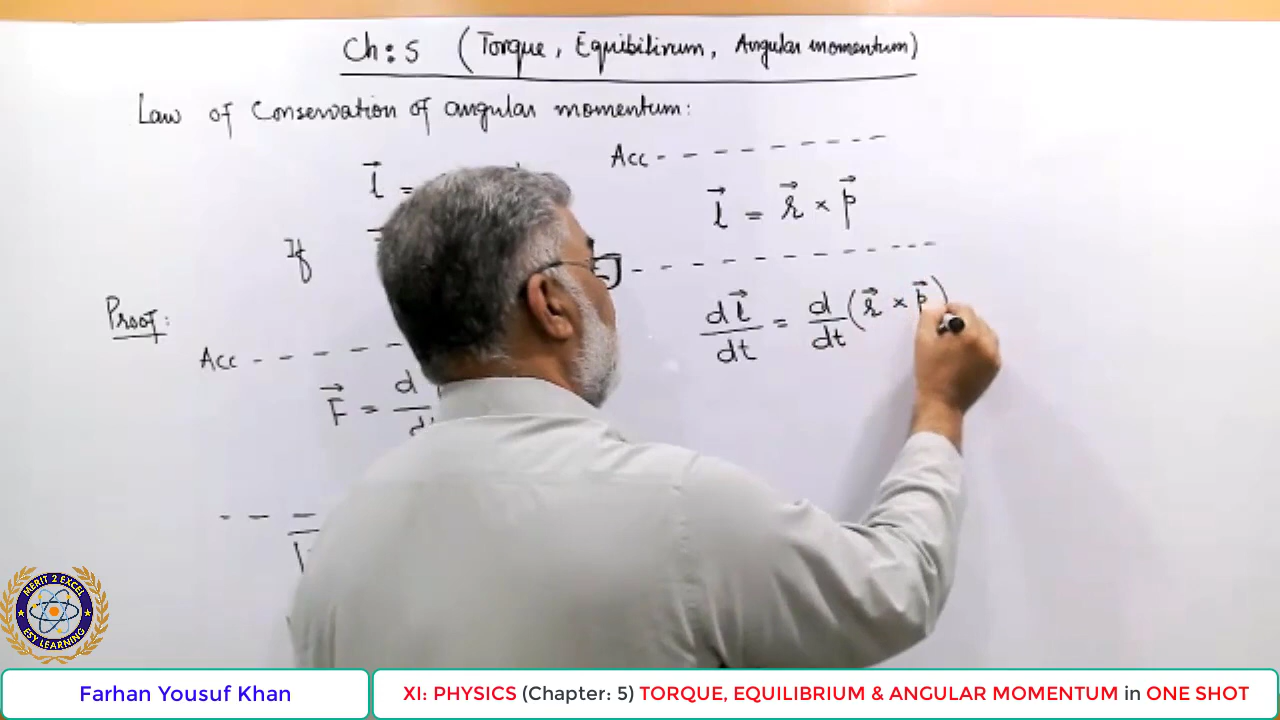 Ch: 5 (Torque, Equibilirum, Angular momentum)
Law of Conservation of angular momentum:
l =
If
Proof:
Acc - - - -
F = d
Acc - - - - - - - - -
l = r × p
- - - - - - - - - - -
dl/dt = d/dt (r × p)
MERIT 2 EXCEL
ESY LEARNING
Farhan Yousuf Khan
XI: PHYSICS (Chapter: 5) TORQUE, EQUILIBRIUM & ANGULAR MOMENTUM in ONE SHOT